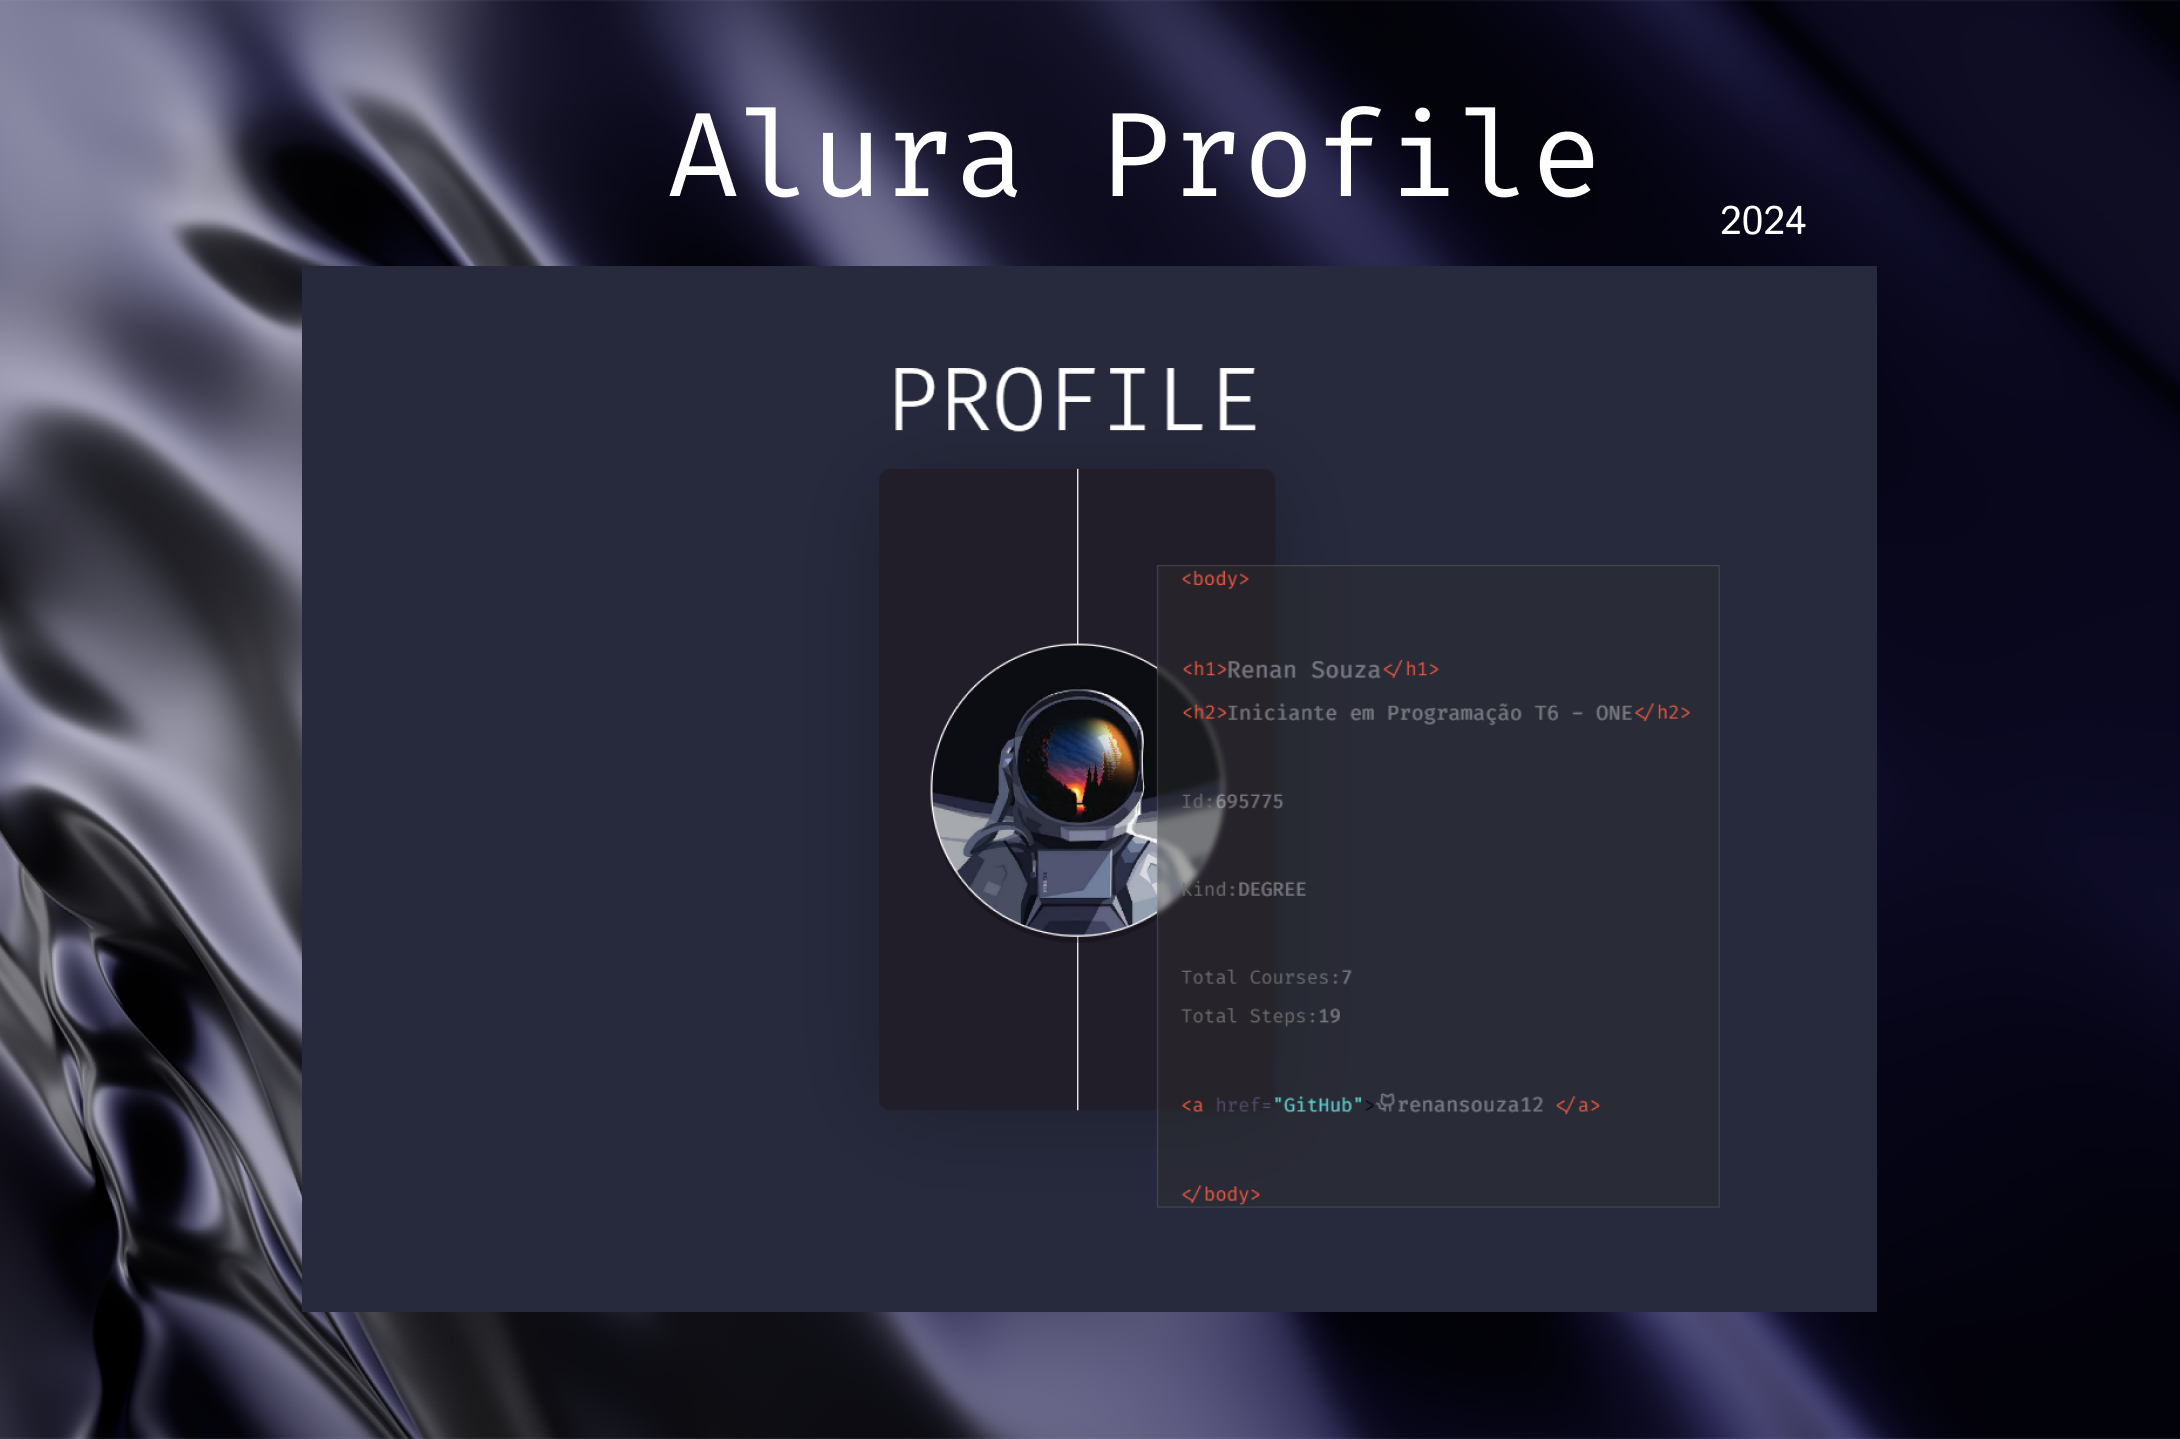 Alura Profile
2024
PROFILE
<body>
<h1>Renan Souza</h1>
<h2>Iniciante em Programação T6 - ONE</h2>
Id:695775
Kind:DEGREE
Total Courses:7
Total Steps:19
<a href="GitHub">renansouza12 </a>
</body>